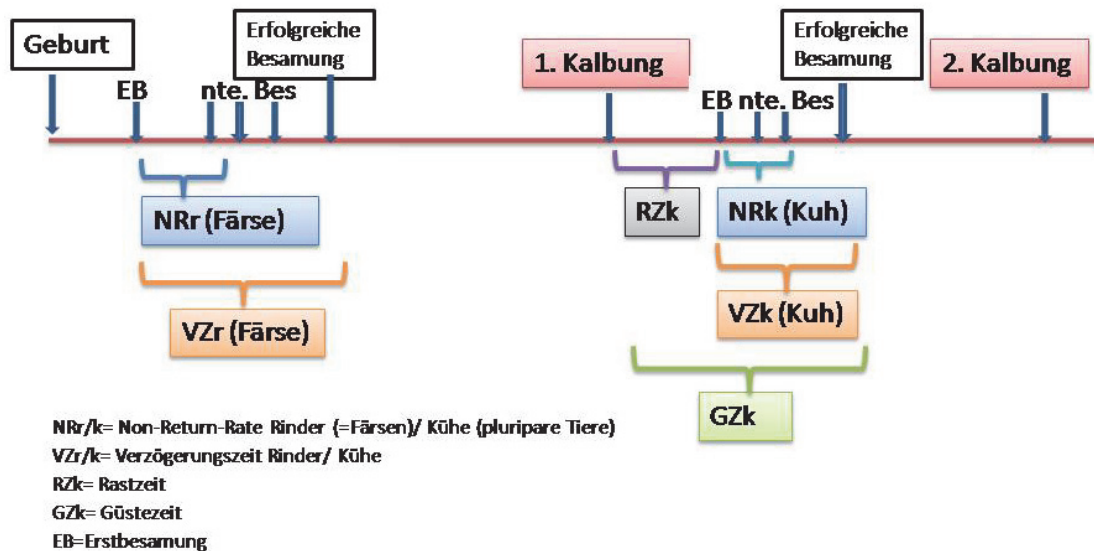 Geburt
Erfolgreiche
Besamung
EB
nte. Bes
1. Kalbung
EB nte. Bes
Erfolgreiche
Besamung
2. Kalbung
NRr (Färse)
VZr (Färse)
RZk
NRk (Kuh)
VZk (Kuh)
GZk
NRr/k= Non-Return-Rate Rinder (=Färsen)/ Kühe (pluripare Tiere)
VZr/k= Verzögerungszeit Rinder/ Kühe
RZk= Rastzeit
GZk= Güstezeit
EB=Erstbesamung